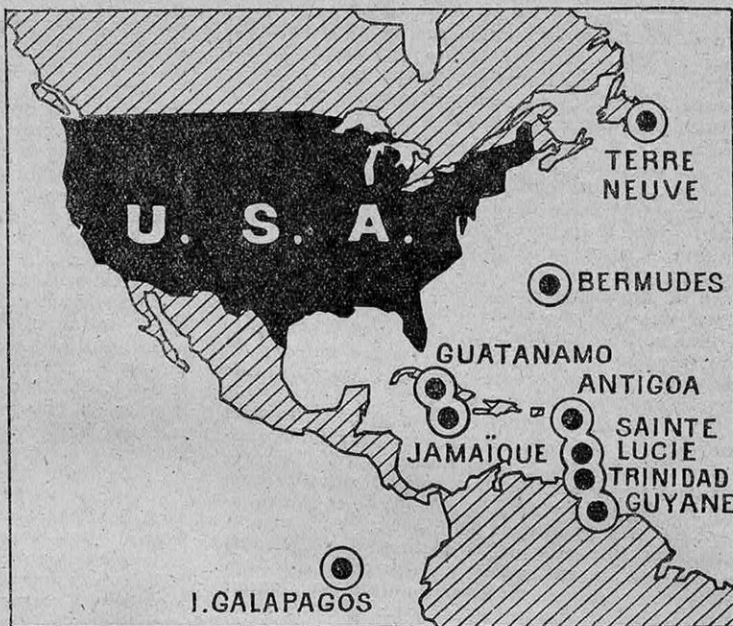 TERRE
NEUVE
U. S. A.
BERMUDES
GUATANAMO
ANTIGOA
JAMAÏQUE
SAINTE
LUCIE
TRINIDAD
GUYANE
I.GALAPAGOS